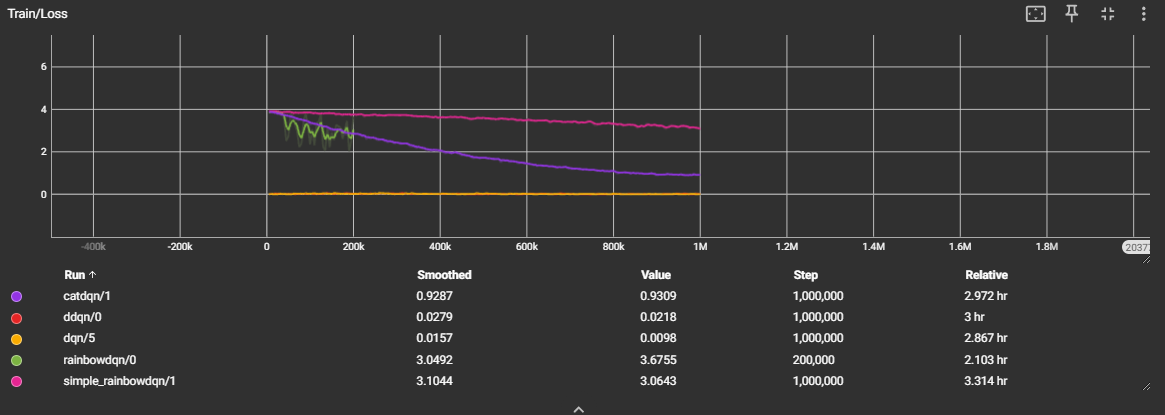 Train/Loss
6
4
2
0
-400k -200k 0 200k 400k 600k 800k 1M 1.2M 1.4M 1.6M 1.8M 2037
Run Smoothed Value Step Relative
catdqn/1 0.9287 0.9309 1,000,000 2.972 hr
ddqn/0 0.0279 0.0218 1,000,000 3 hr
dqn/5 0.0157 0.0098 1,000,000 2.867 hr
rainbowdqn/0 3.0492 3.6755 200,000 2.103 hr
simple_rainbowdqn/1 3.1044 3.0643 1,000,000 3.314 hr